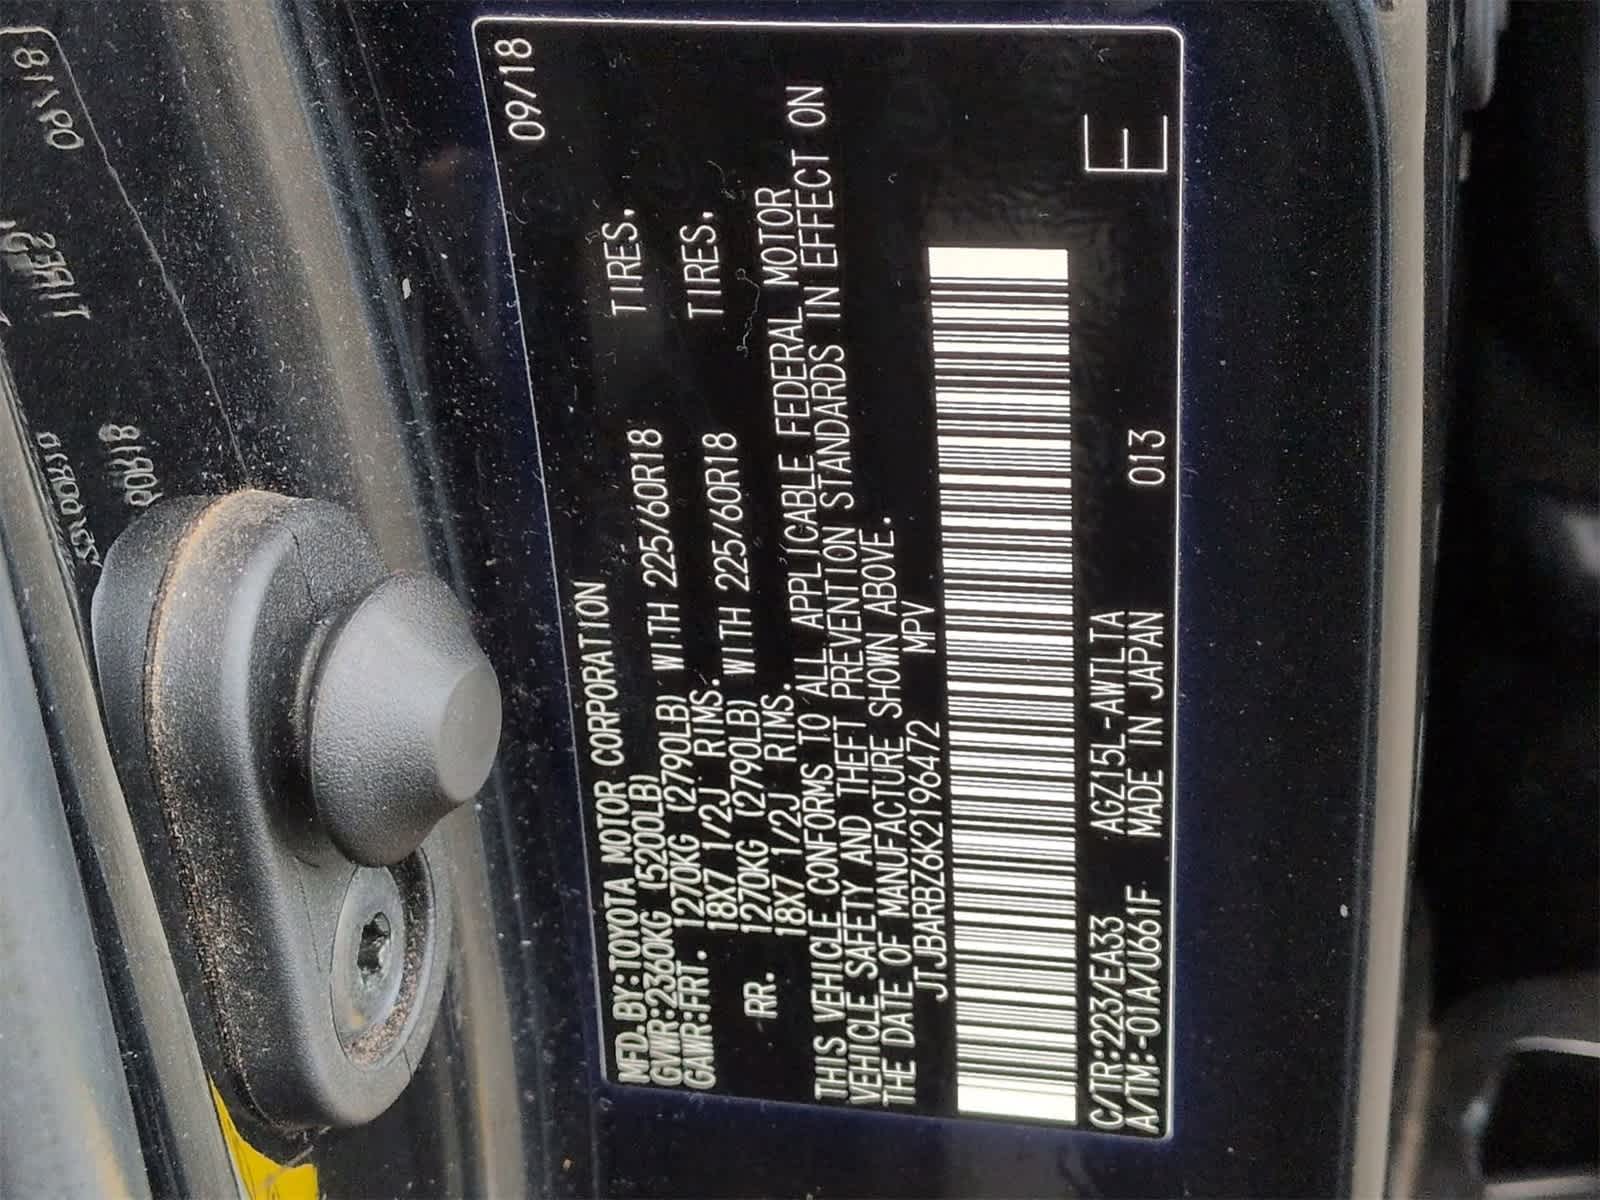 MFD.BY:TOYOTA MOTOR CORPORATION 09/18
GVWR:2360KG (5200LB)
GAWR:FRT. 1270KG (2790LB) WITH 225/60R18 TIRES.
18X7 1/2J RIMS.
RR. 1270KG (2790LB) WITH 225/60R18 TIRES.
18X7 1/2J RIMS.
THIS VEHICLE CONFORMS TO ALL APPLICABLE FEDERAL MOTOR
VEHICLE SAFETY AND THEFT PREVENTION STANDARDS IN EFFECT ON
THE DATE OF MANUFACTURE SHOWN ABOVE.
JTJBARBZ6K2196472 MPV
C/TR:223/EA33 AGZ15L-AWTLTA
A/TM:-01A/U661F MADE IN JAPAN 013 E